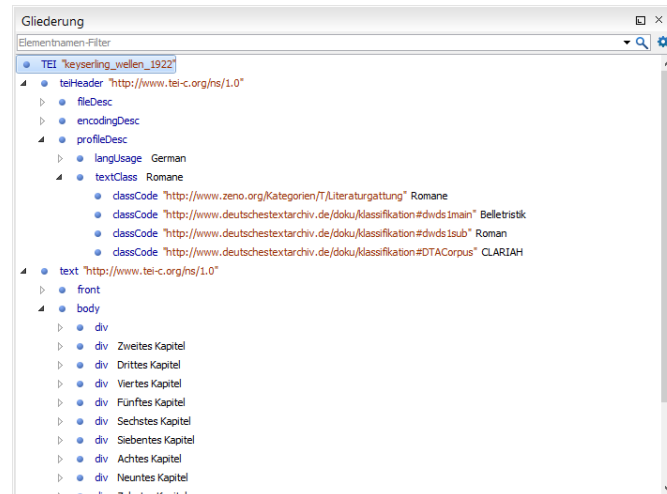 Gliederung
Elementnamen-Filter
TEI "keyserling_wellen_1922"
teiHeader "http://www.tei-c.org/ns/1.0"
fileDesc
encodingDesc
profileDesc
langUsage German
textClass Romane
classCode "http://www.zeno.org/Kategorien/T/Literaturgattung" Romane
classCode "http://www.deutschestextarchiv.de/doku/klassifikation#dwds1main" Belletristik
classCode "http://www.deutschestextarchiv.de/doku/klassifikation#dwds1sub" Roman
classCode "http://www.deutschestextarchiv.de/doku/klassifikation#DTACorpus" CLARIAH
text "http://www.tei-c.org/ns/1.0"
front
body
div
div Zweites Kapitel
div Drittes Kapitel
div Viertes Kapitel
div Fünftes Kapitel
div Sechstes Kapitel
div Siebentes Kapitel
div Achtes Kapitel
div Neuntes Kapitel